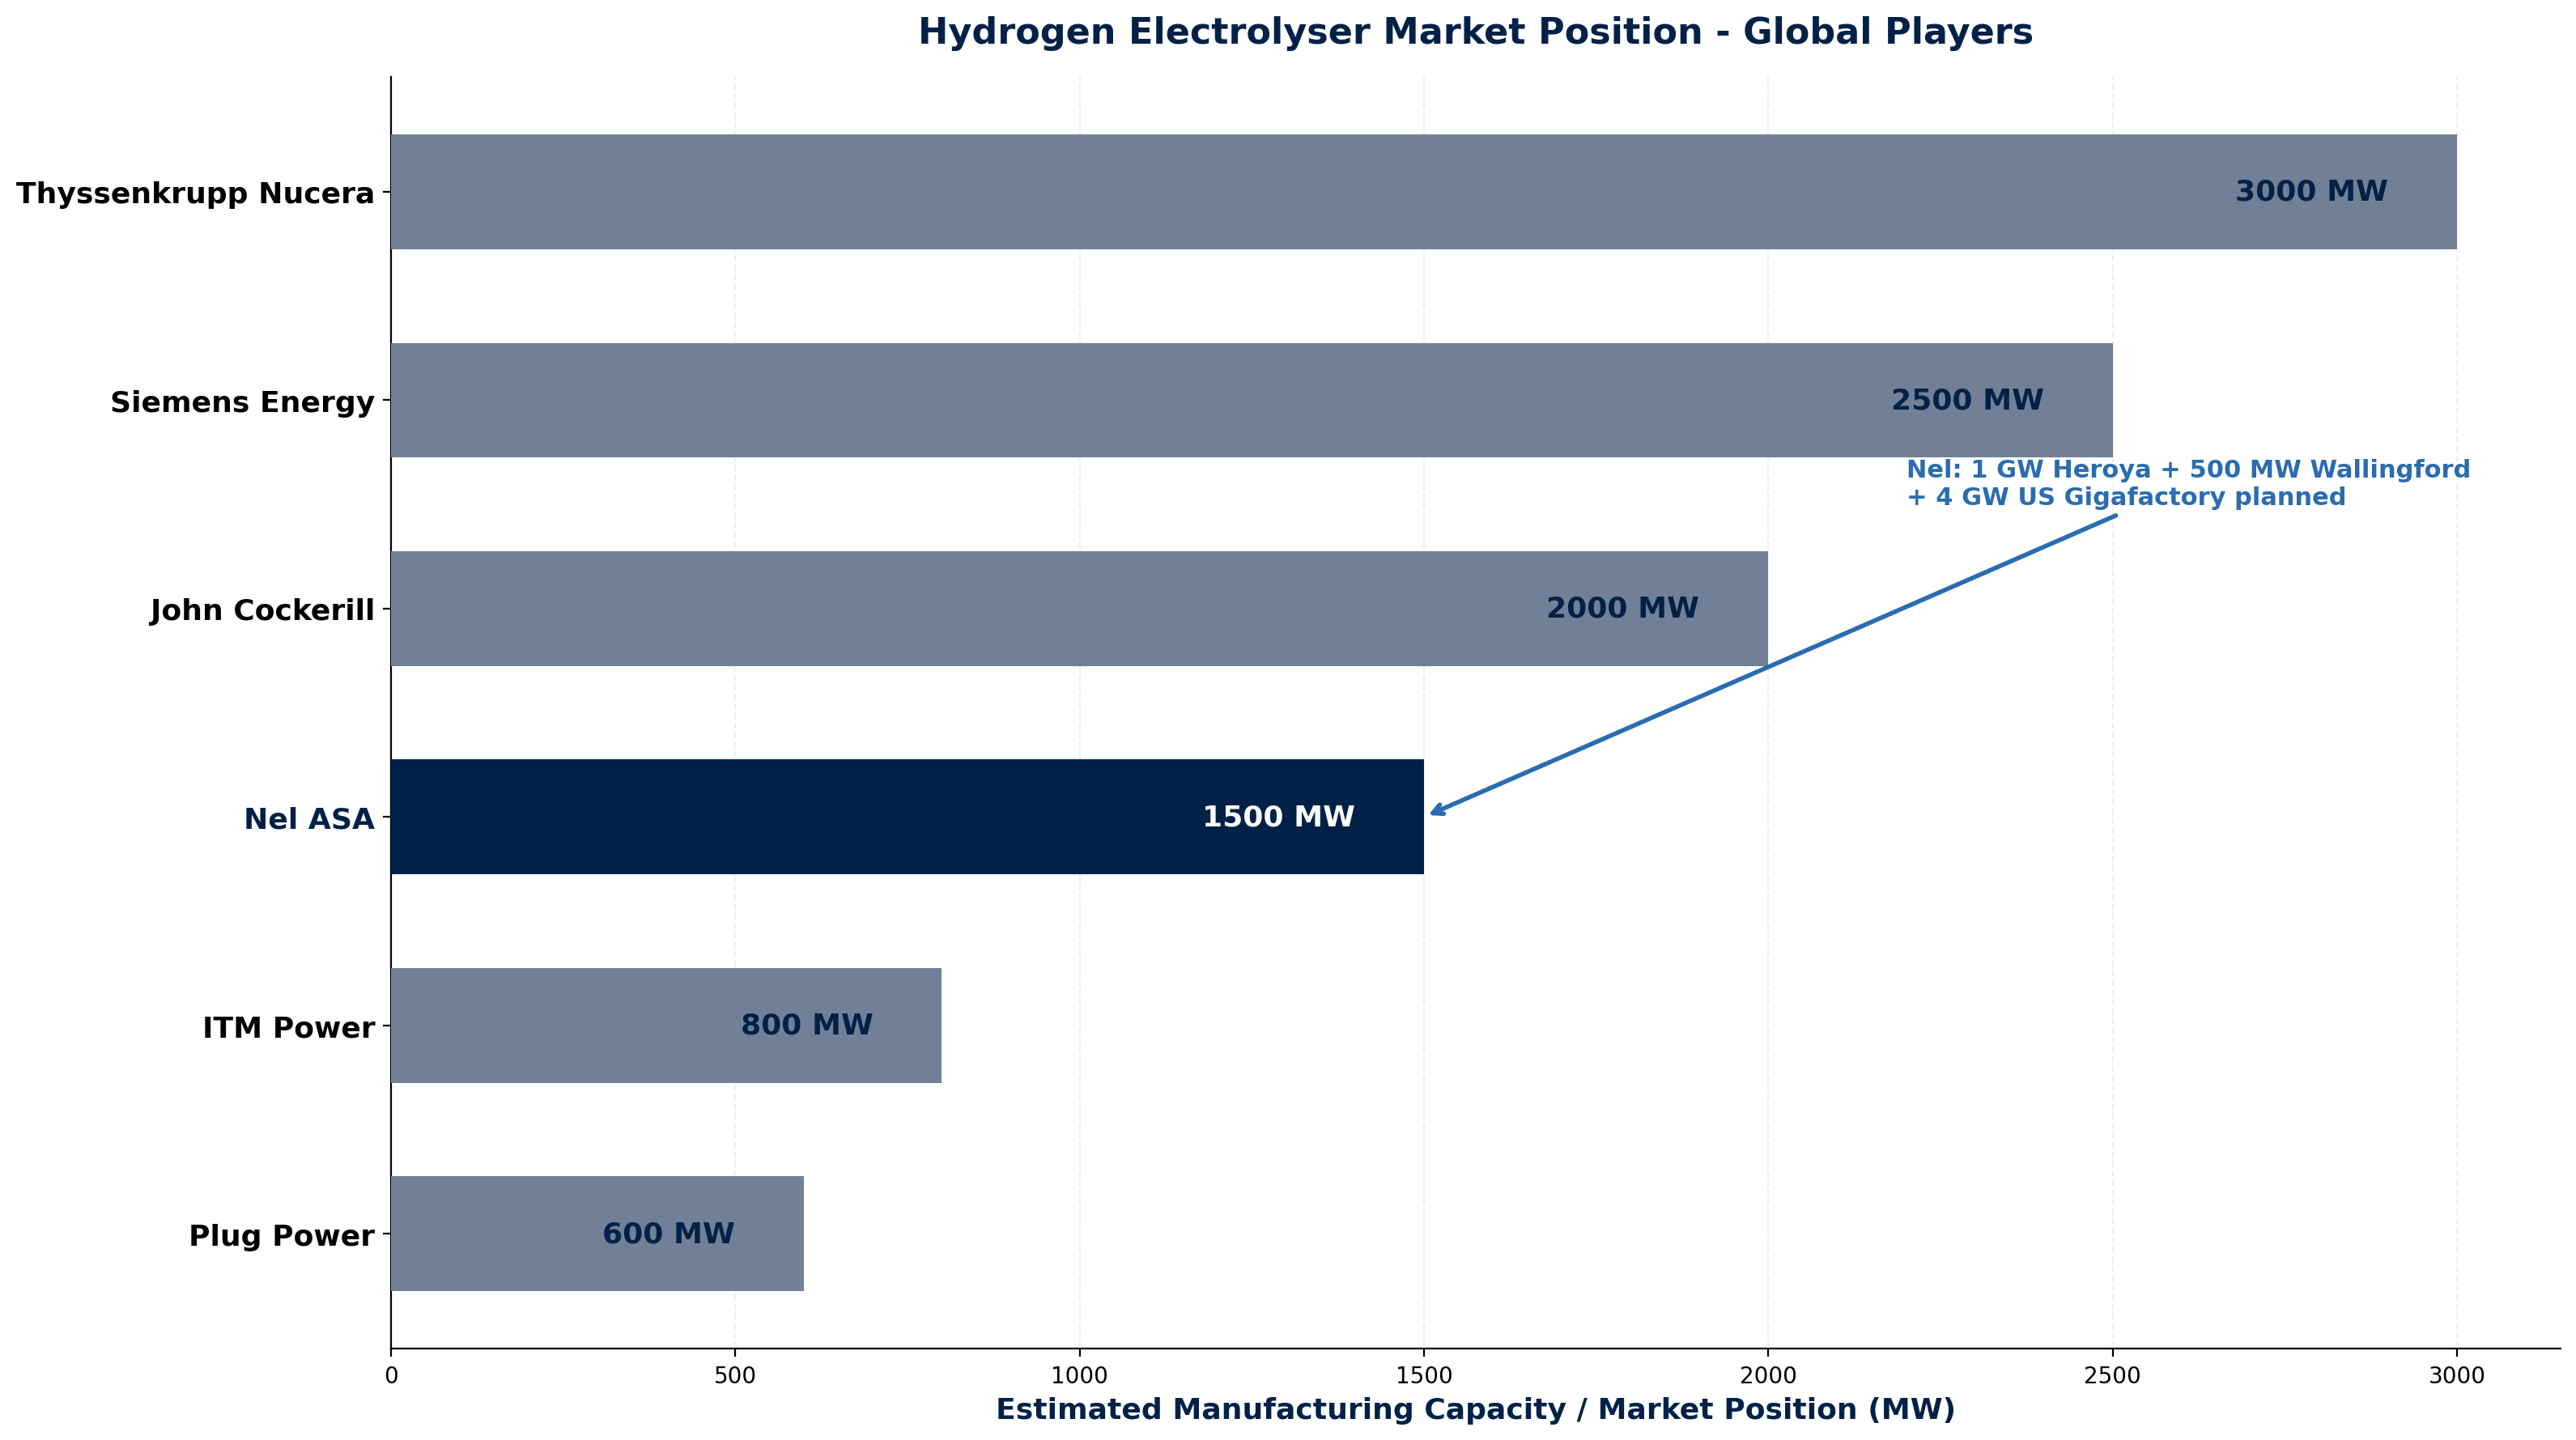 Hydrogen Electrolyser Market Position - Global Players
Thyssenkrupp Nucera
3000 MW
Siemens Energy
2500 MW
Nel: 1 GW Heroya + 500 MW Wallingford
+ 4 GW US Gigafactory planned
John Cockerill
2000 MW
Nel ASA
1500 MW
ITM Power
800 MW
Plug Power
600 MW
0 500 1000 1500 2000 2500 3000
Estimated Manufacturing Capacity / Market Position (MW)